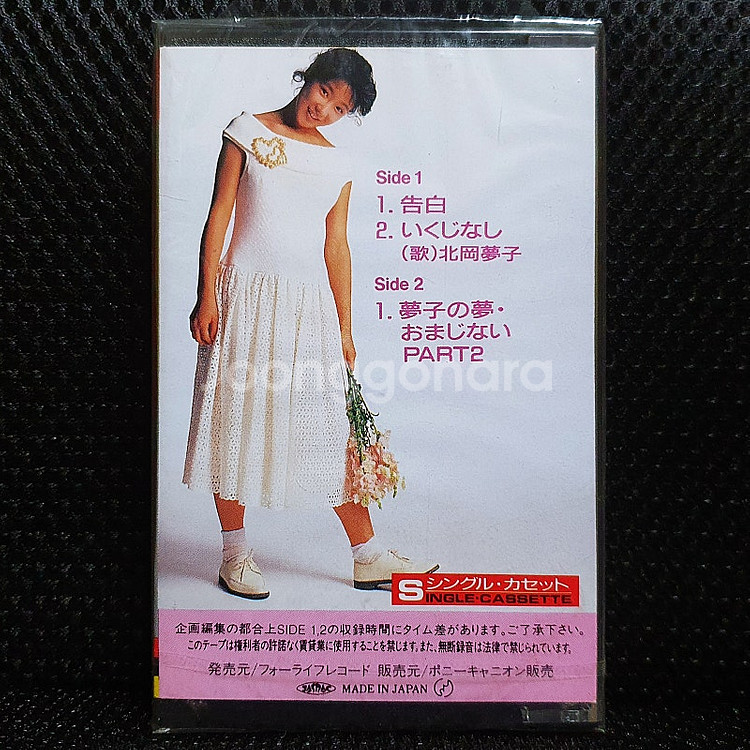 Side 1
1. 告白
2. いくじなし
(歌)北岡夢子
Side 2
1. 夢子の夢・
おまじない
PART2
Joonggonara
Sシングル・カセット
INGLE・CASSETTE
企画編集の都合上SIDE 1,2の収録時間にタイム差があります。ご了承下さい。
このテープは権利者の許諾なく賃貸業に使用することを禁じます。また、無断録音は法律で禁じられています。
発売元/フォーライフレコード 販売元/ポニーキャニオン販売
MADE IN JAPAN